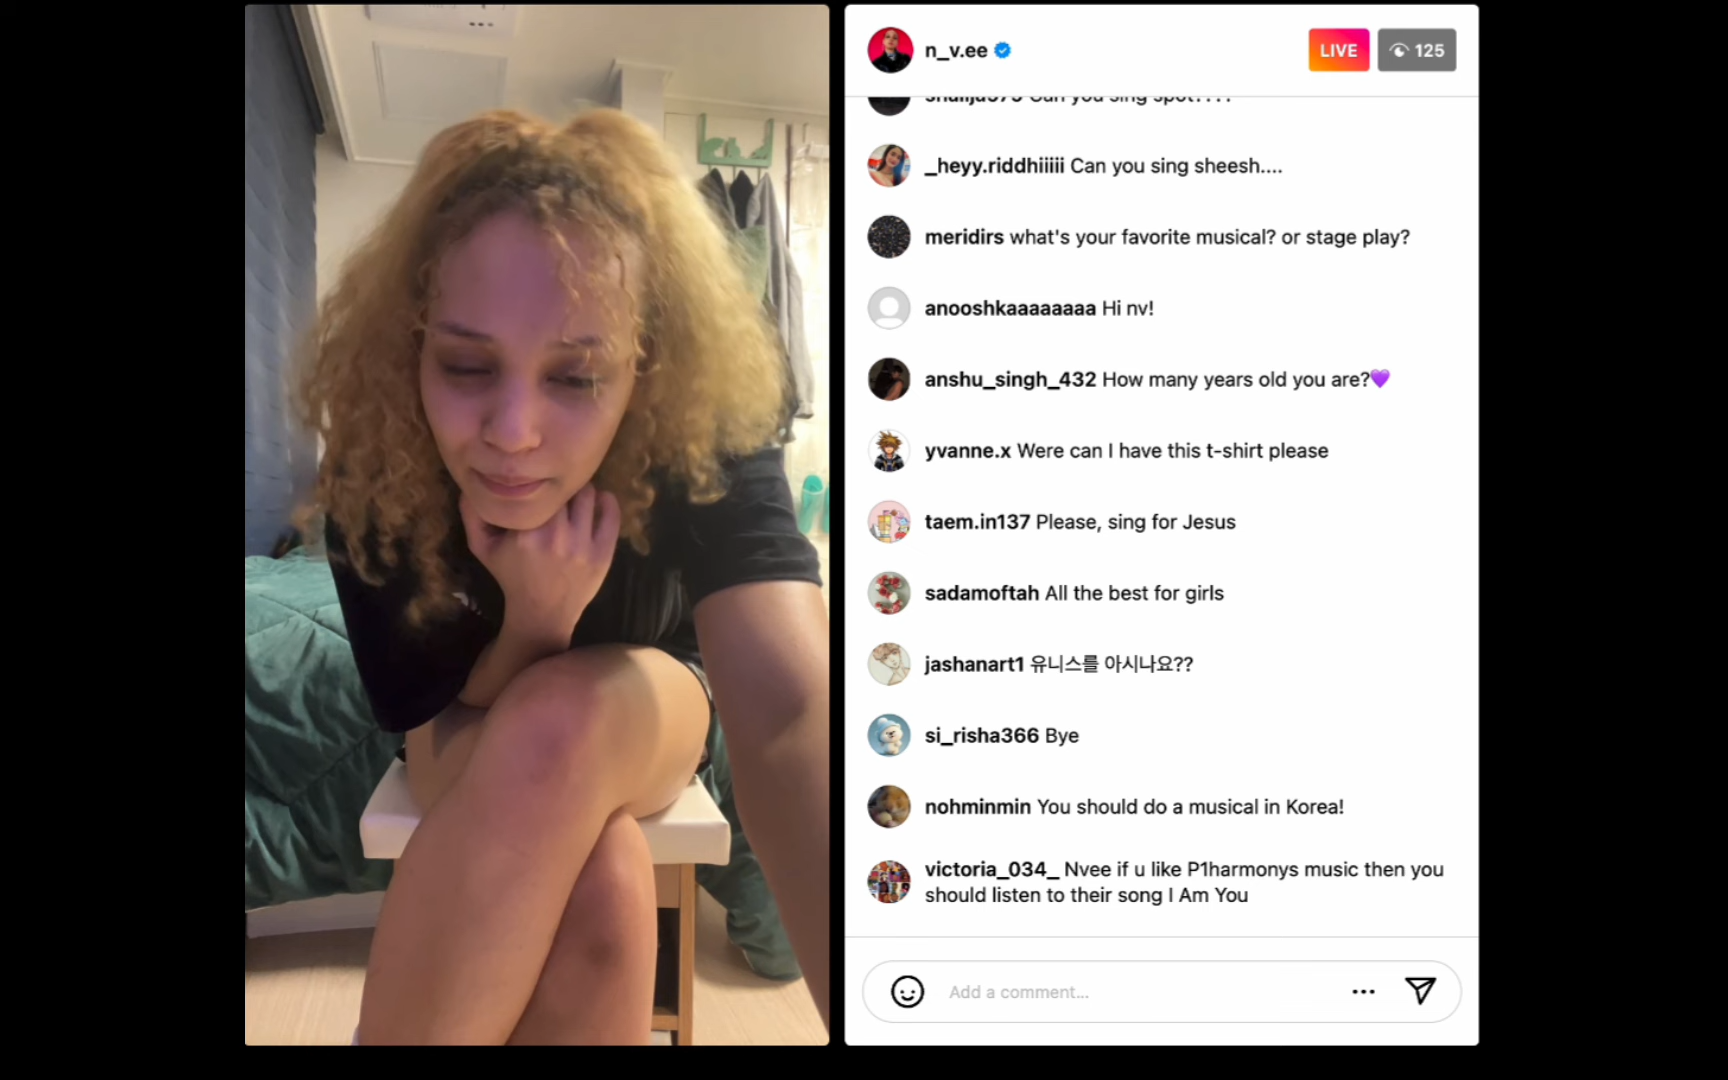 n_v.ee
LIVE
125
Can you sing spot????
_heyy.riddhiiiii Can you sing sheesh....
meridirs what's your favorite musical? or stage play?
anooshkaaaaaaaa Hi nv!
anshu_singh_432 How many years old you are?💜
yvanne.x Were can I have this t-shirt please
taem.in137 Please, sing for Jesus
sadamoftah All the best for girls
jashanart1 유니스를 아시나요??
si_risha366 Bye
nohminmin You should do a musical in Korea!
victoria_034_ Nvee if u like P1harmonys music then you
should listen to their song I Am You
Add a comment...